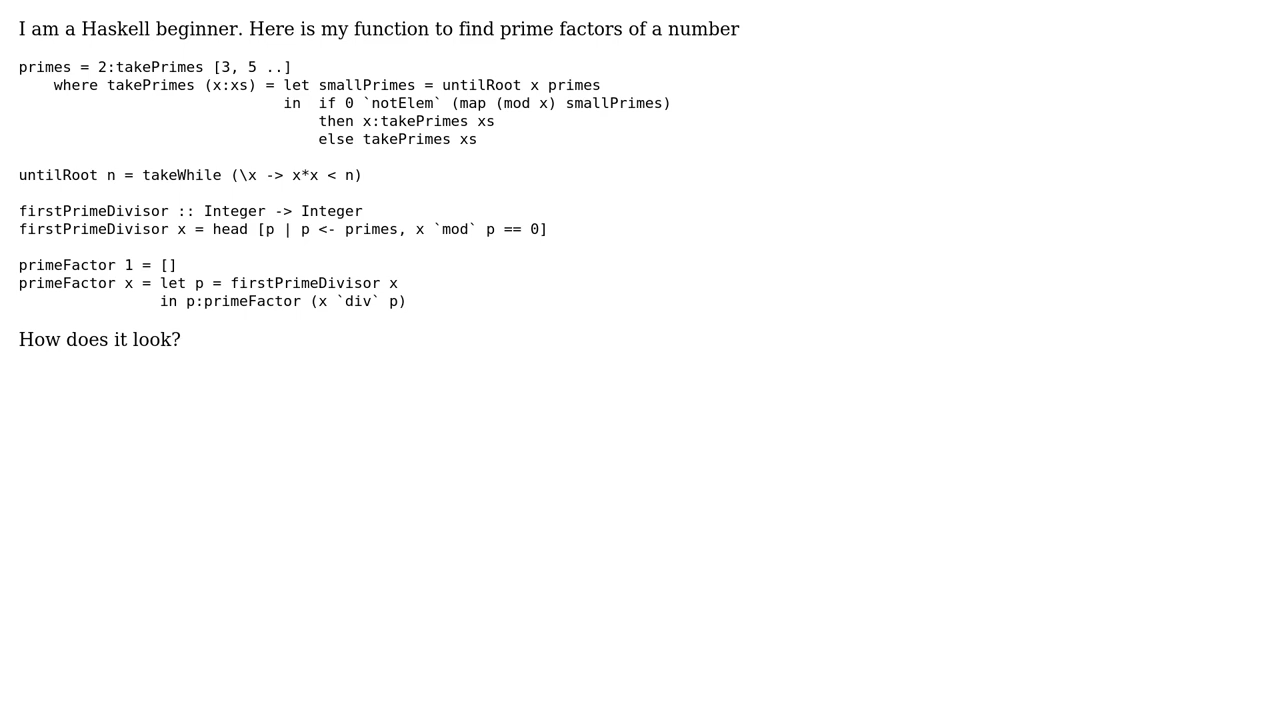 I am a Haskell beginner. Here is my function to find prime factors of a number
primes = 2:takePrimes [3, 5 ..]
    where takePrimes (x:xs) = let smallPrimes = untilRoot x primes
                              in  if 0 `notElem` (map (mod x) smallPrimes)
                                  then x:takePrimes xs
                                  else takePrimes xs
untilRoot n = takeWhile (\x -> x*x < n)
firstPrimeDivisor :: Integer -> Integer
firstPrimeDivisor x = head [p | p <- primes, x `mod` p == 0]
primeFactor 1 = []
primeFactor x = let p = firstPrimeDivisor x
                in p:primeFactor (x `div` p)
How does it look?